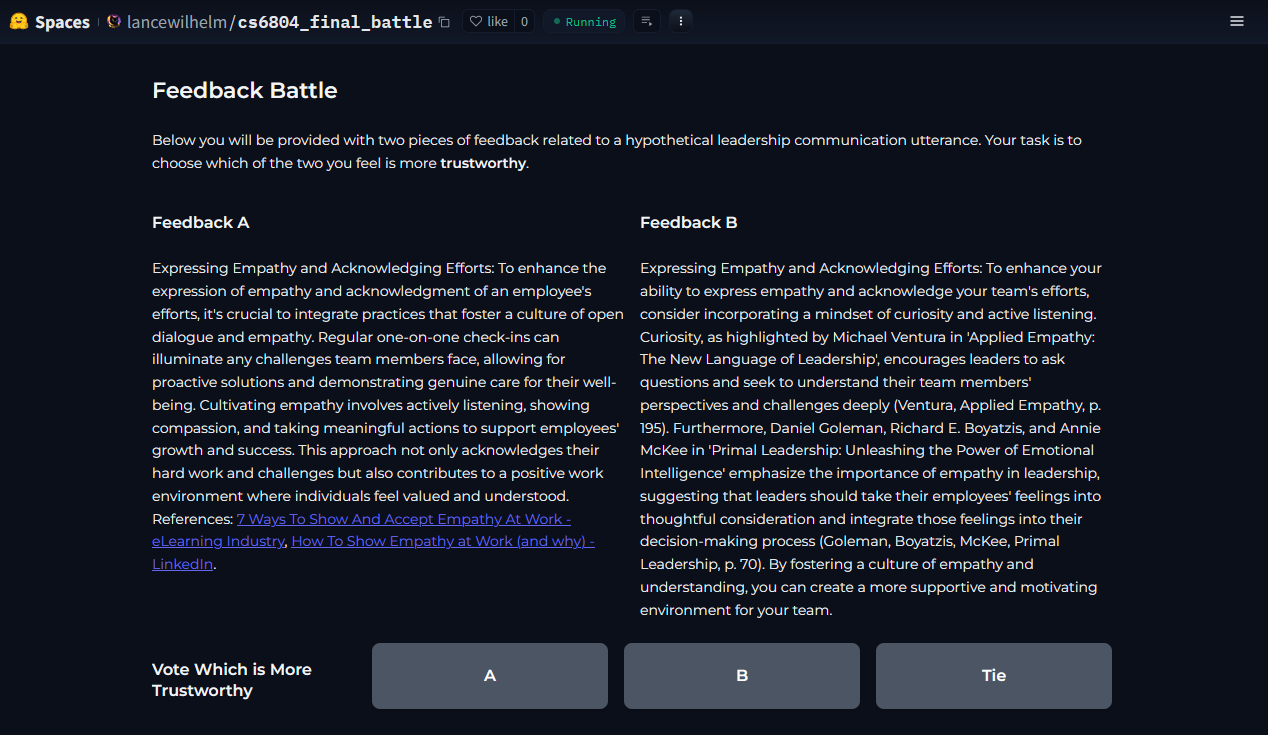 Spaces lancewilhelm/cs6804_final_battle like 0 Running
Feedback Battle
Below you will be provided with two pieces of feedback related to a hypothetical leadership communication utterance. Your task is to
choose which of the two you feel is more trustworthy.
Feedback A
Expressing Empathy and Acknowledging Efforts: To enhance the
expression of empathy and acknowledgment of an employee's
efforts, it's crucial to integrate practices that foster a culture of open
dialogue and empathy. Regular one-on-one check-ins can
illuminate any challenges team members face, allowing for
proactive solutions and demonstrating genuine care for their well-
being. Cultivating empathy involves actively listening, showing
compassion, and taking meaningful actions to support employees'
growth and success. This approach not only acknowledges their
hard work and challenges but also contributes to a positive work
environment where individuals feel valued and understood.
References: 7 Ways To Show And Accept Empathy At Work -
eLearning Industry, How To Show Empathy at Work (and why) -
LinkedIn.
Feedback B
Expressing Empathy and Acknowledging Efforts: To enhance your
ability to express empathy and acknowledge your team's efforts,
consider incorporating a mindset of curiosity and active listening.
Curiosity, as highlighted by Michael Ventura in 'Applied Empathy:
The New Language of Leadership', encourages leaders to ask
questions and seek to understand their team members'
perspectives and challenges deeply (Ventura, Applied Empathy, p.
195). Furthermore, Daniel Goleman, Richard E. Boyatzis, and Annie
McKee in 'Primal Leadership: Unleashing the Power of Emotional
Intelligence' emphasize the importance of empathy in leadership,
suggesting that leaders should take their employees' feelings into
thoughtful consideration and integrate those feelings into their
decision-making process (Goleman, Boyatzis, McKee, Primal
Leadership, p. 70). By fostering a culture of empathy and
understanding, you can create a more supportive and motivating
environment for your team.
Vote Which is More
Trustworthy
A
B
Tie